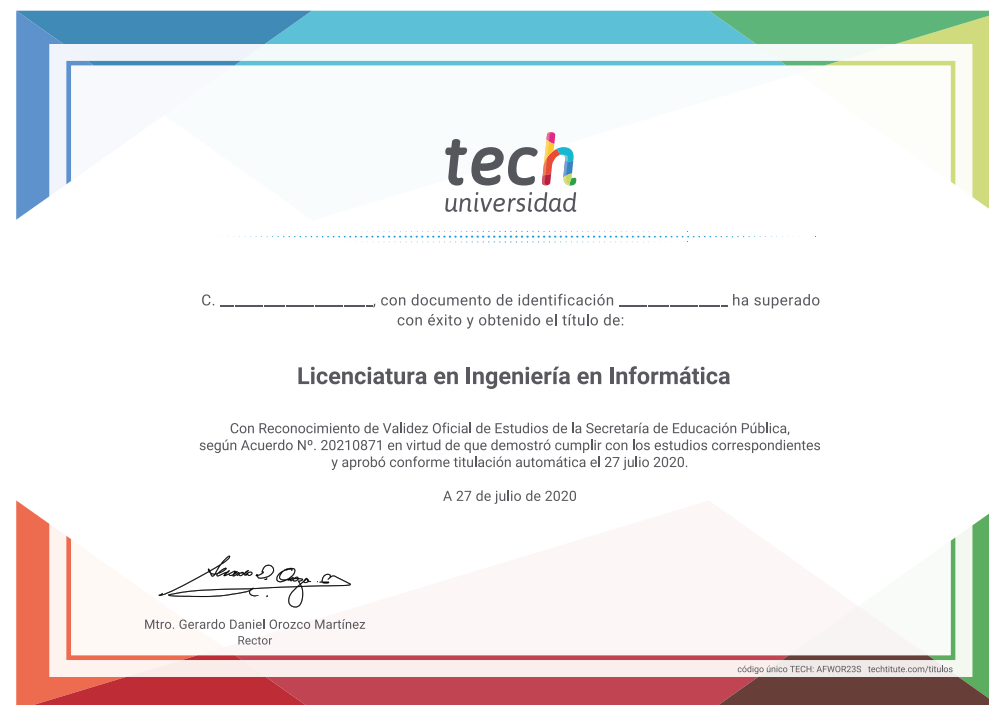 tech
universidad
C. ____________________, con documento de identificación ______________ ha superado
con éxito y obtenido el título de:
Licenciatura en Ingeniería en Informática
Con Reconocimiento de Validez Oficial de Estudios de la Secretaría de Educación Pública,
según Acuerdo Nº. 20210871 en virtud de que demostró cumplir con los estudios correspondientes
y aprobó conforme titulación automática el 27 julio 2020.
A 27 de julio de 2020
Mtro. Gerardo Daniel Orozco Martínez
Rector
código único TECH: AFWOR23S techtitute.com/titulos